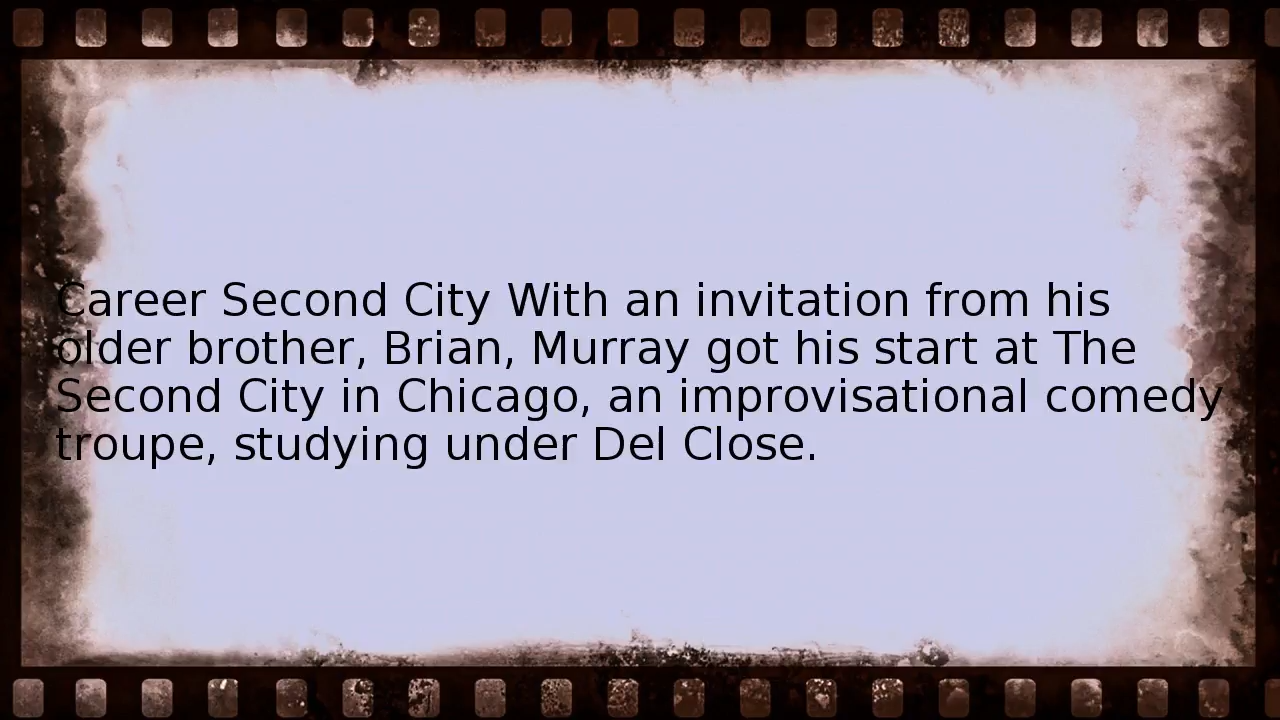 Career Second City With an invitation from his
older brother, Brian, Murray got his start at The
Second City in Chicago, an improvisational comedy
troupe, studying under Del Close.